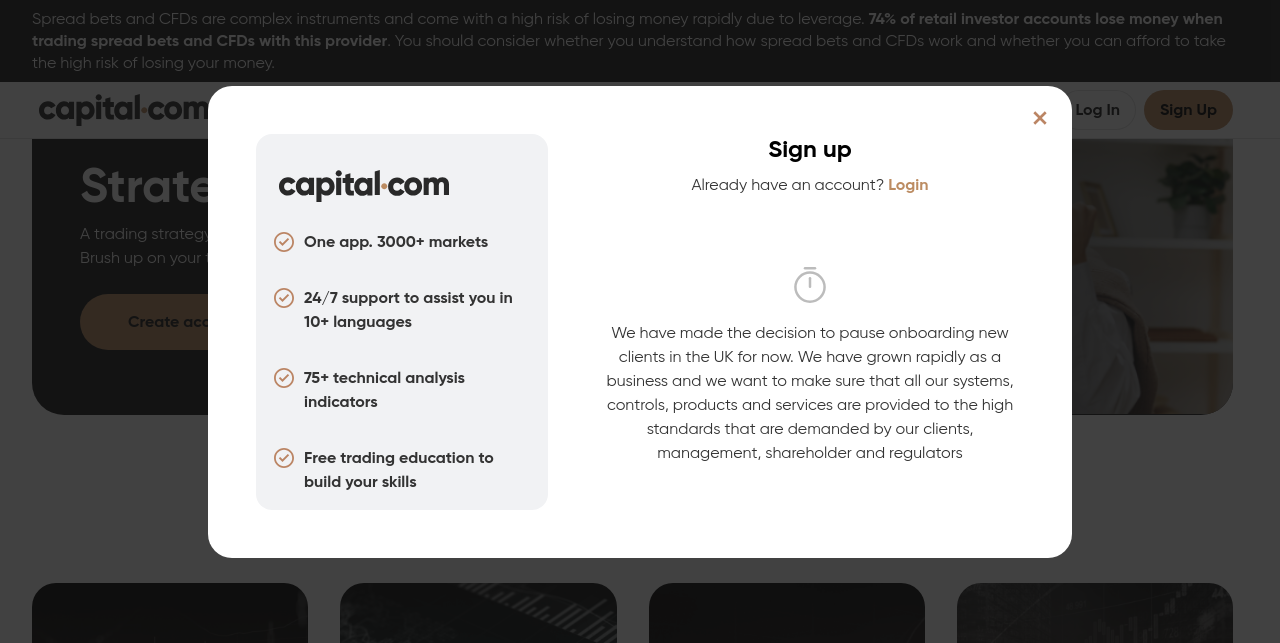 Spread bets and CFDs are complex instruments and come with a high risk of losing money rapidly due to leverage. 74% of retail investor accounts lose money when
trading spread bets and CFDs with this provider. You should consider whether you understand how spread bets and CFDs work and whether you can afford to take
the high risk of losing your money.
capital.com
Log In
Sign Up
Strate
A trading strategy
Brush up on your t
Create acc
capital.com
One app. 3000+ markets
24/7 support to assist you in
10+ languages
75+ technical analysis
indicators
Free trading education to
build your skills
Sign up
Already have an account? Login
We have made the decision to pause onboarding new
clients in the UK for now. We have grown rapidly as a
business and we want to make sure that all our systems,
controls, products and services are provided to the high
standards that are demanded by our clients,
management, shareholder and regulators